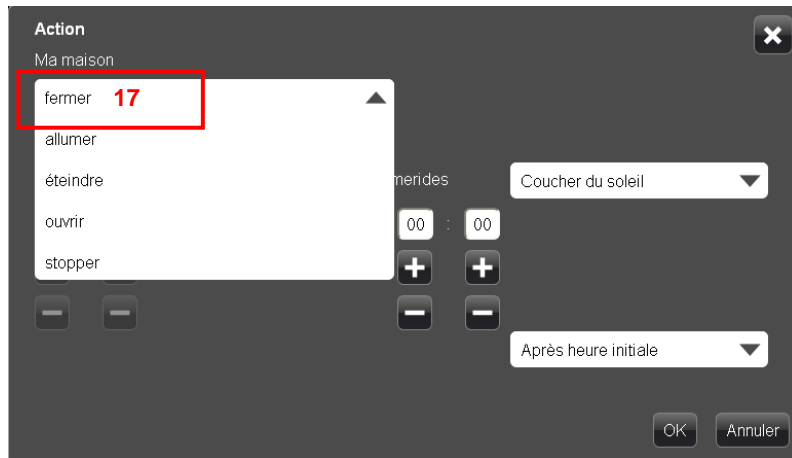 Action
Ma maison
fermer 17
allumer
éteindre
merides
Coucher du soleil
ouvrir
00 : 00
stopper
Après heure initiale
OK
Annuler